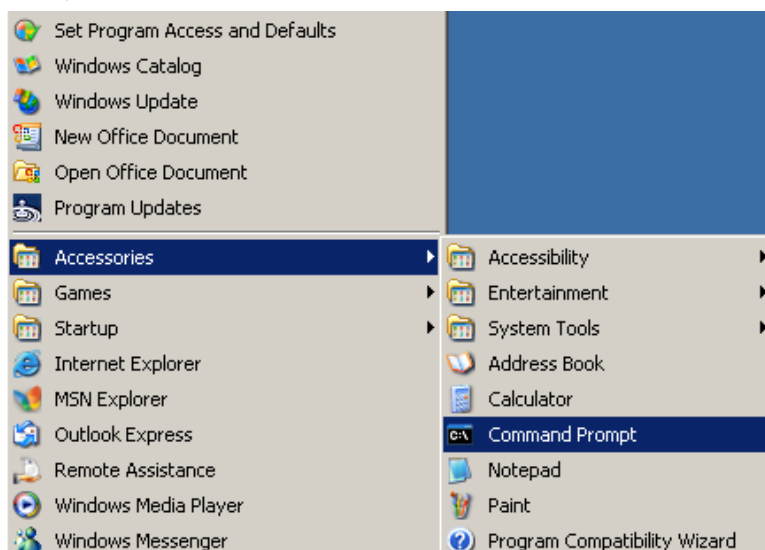 Set Program Access and Defaults
Windows Catalog
Windows Update
New Office Document
Open Office Document
Program Updates
Accessories
Games
Startup
Internet Explorer
MSN Explorer
Outlook Express
Remote Assistance
Windows Media Player
Windows Messenger
Accessibility
Entertainment
System Tools
Address Book
Calculator
C:\ Command Prompt
Notepad
Paint
Program Compatibility Wizard